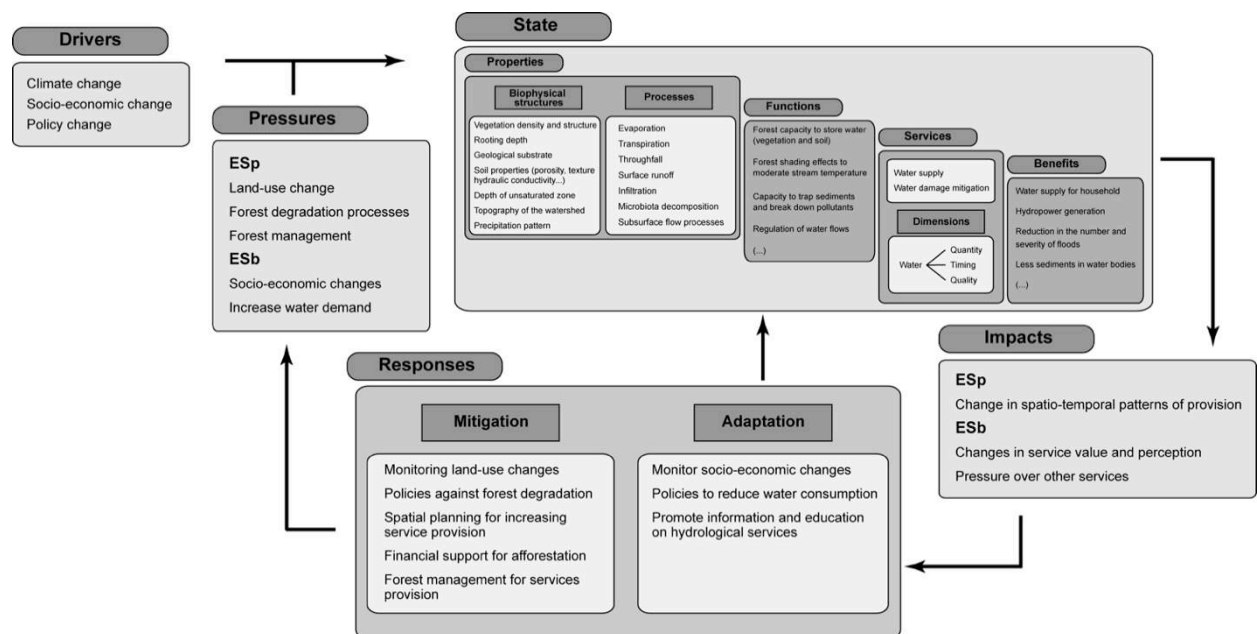 Drivers
Climate change
Socio-economic change
Policy change
Pressures
ESp
Land-use change
Forest degradation processes
Forest management
ESb
Socio-economic changes
Increase water demand
State
Properties
Biophysical
structures
Vegetation density and structure
Rooting depth
Geological substrate
Soil properties (porosity, texture
hydraulic conductivity...)
Depth of unsaturated zone
Topography of the watershed
Precipitation pattern
Processes
Evaporation
Transpiration
Throughfall
Surface runoff
Infiltration
Microbiota decomposition
Subsurface flow processes
Functions
Forest capacity to store water
(vegetation and soil)
Forest shading effects to
moderate stream temperature
Capacity to trap sediments
and break down pollutants
Regulation of water flows
(...)
Services
Water supply
Water damage mitigation
Dimensions
Water
Quantity
Timing
Quality
Benefits
Water supply for household
Hydropower generation
Reduction in the number and
severity of floods
Less sediments in water bodies
(...)
Impacts
ESp
Change in spatio-temporal patterns of provision
ESb
Changes in service value and perception
Pressure over other services
Responses
Mitigation
Monitoring land-use changes
Policies against forest degradation
Spatial planning for increasing
service provision
Financial support for afforestation
Forest management for services
provision
Adaptation
Monitor socio-economic changes
Policies to reduce water consumption
Promote information and education
on hydrological services